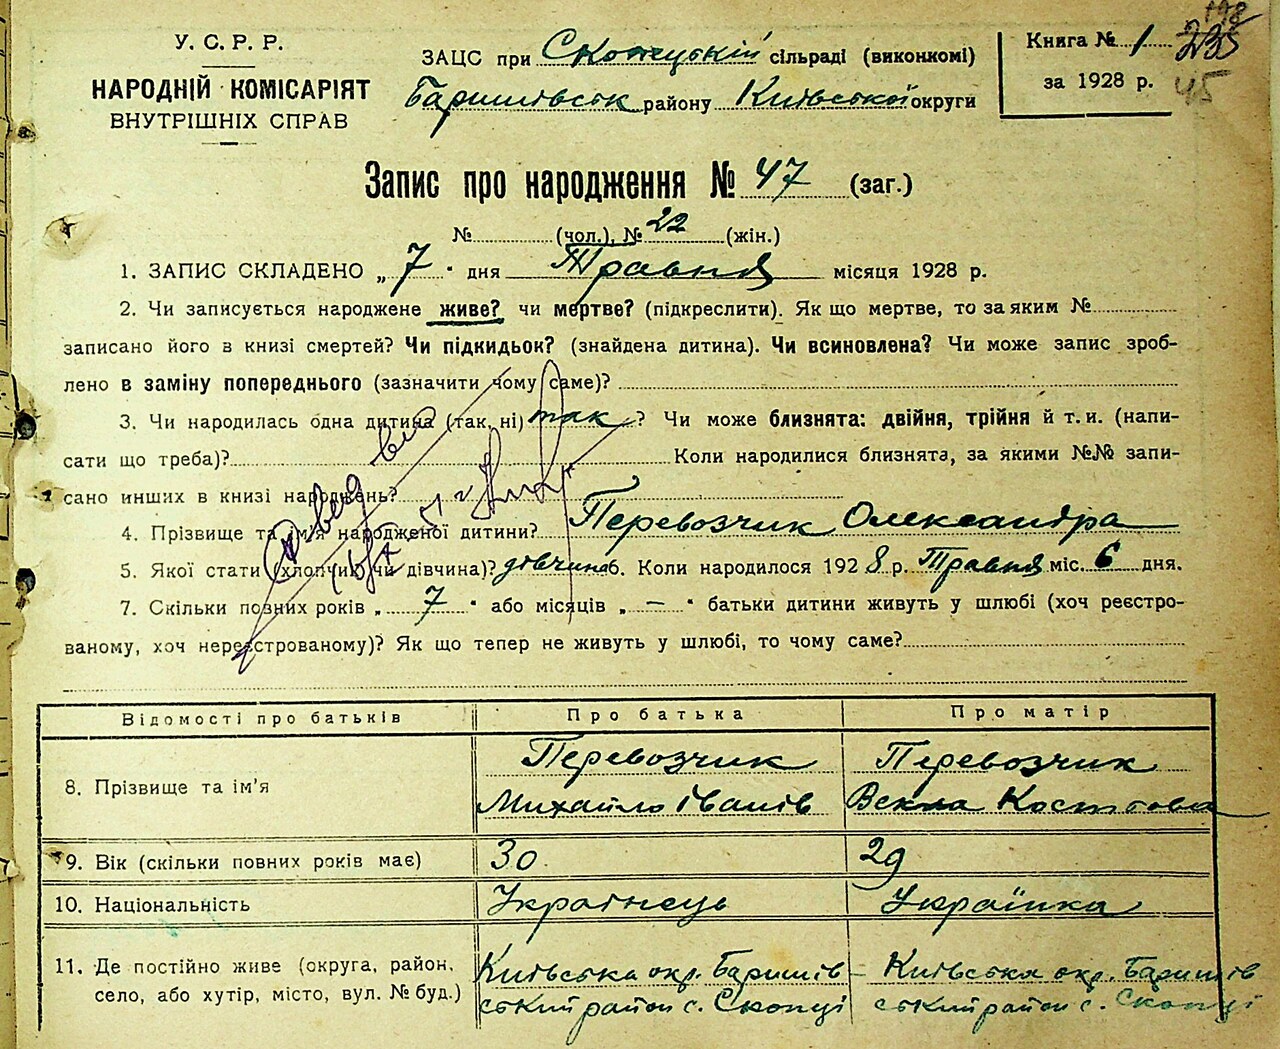 У. С. Р. Р.
НАРОДНІЙ КОМІСАРІЯТ
ВНУТРІШНІХ СПРАВ
ЗАЦС при Скопецькій сільраді (виконкомі)
Баришівськ району Київської округи
Книга № 1
за 1928 р.
198
235
45
Запис про народження № 47 (заг.)
№ (чол.), № 22 (жін.)
1. ЗАПИС СКЛАДЕНО „ 7 " дня Травня місяця 1928 р.
2. Чи записується народжене живе? чи мертве? (підкреслити). Як що мертве, то за яким №
записано його в книзі смертей? Чи підкидьок? (знайдена дитина). Чи всиновлена? Чи може запис зроб-
лено в заміну попереднього (зазначити чому саме)?
3. Чи народилась одна дитина (так, ні) так ? Чи може близнята: двійня, трійня й т. и. (напи-
сати що треба)? Коли народилися близнята, за якими №№ запи-
сано инших в книзі народжень?
4. Прізвище та ім'я народженої дитини? Перевозчик Олександра
5. Якої стати (хлопчик чи дівчина)? дівчина 6. Коли народилося 1928 р. Травня міс. 6 дня.
7. Скільки повних років „ 7 " або місяців „ — " батьки дитини живуть у шлюбі (хоч реєстро-
ваному, хоч нереєстрованому)? Як що тепер не живуть у шлюбі, то чому саме?
Відомості про батьків Про батька Про матір
8. Прізвище та ім'я Перевозчик Михайло Іванів Перевозчик Векла Костовна
9. Вік (скільки повних років має) 30 29
10. Національність Українець Українка
11. Де постійно живе (округа, район, Київська окр. Баришів– Київська окр. Баришів
село, або хутір, місто, вул. № буд.) ський район с. Скопці ський район с. Скопці